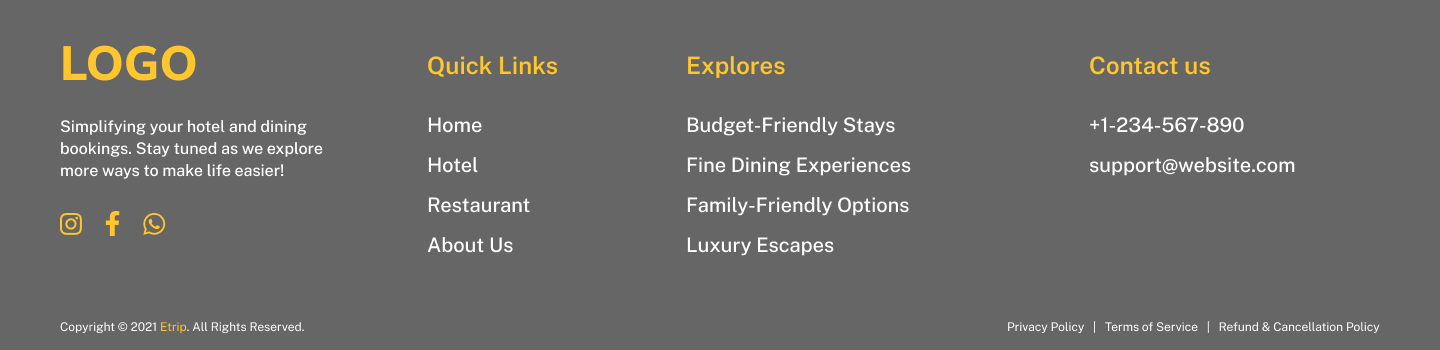 LOGO
Simplifying your hotel and dining
bookings. Stay tuned as we explore
more ways to make life easier!
Quick Links
Home
Hotel
Restaurant
About Us
Explores
Budget-Friendly Stays
Fine Dining Experiences
Family-Friendly Options
Luxury Escapes
Contact us
+1-234-567-890
support@website.com
Copyright © 2021 Etrip. All Rights Reserved.
Privacy Policy | Terms of Service | Refund & Cancellation Policy